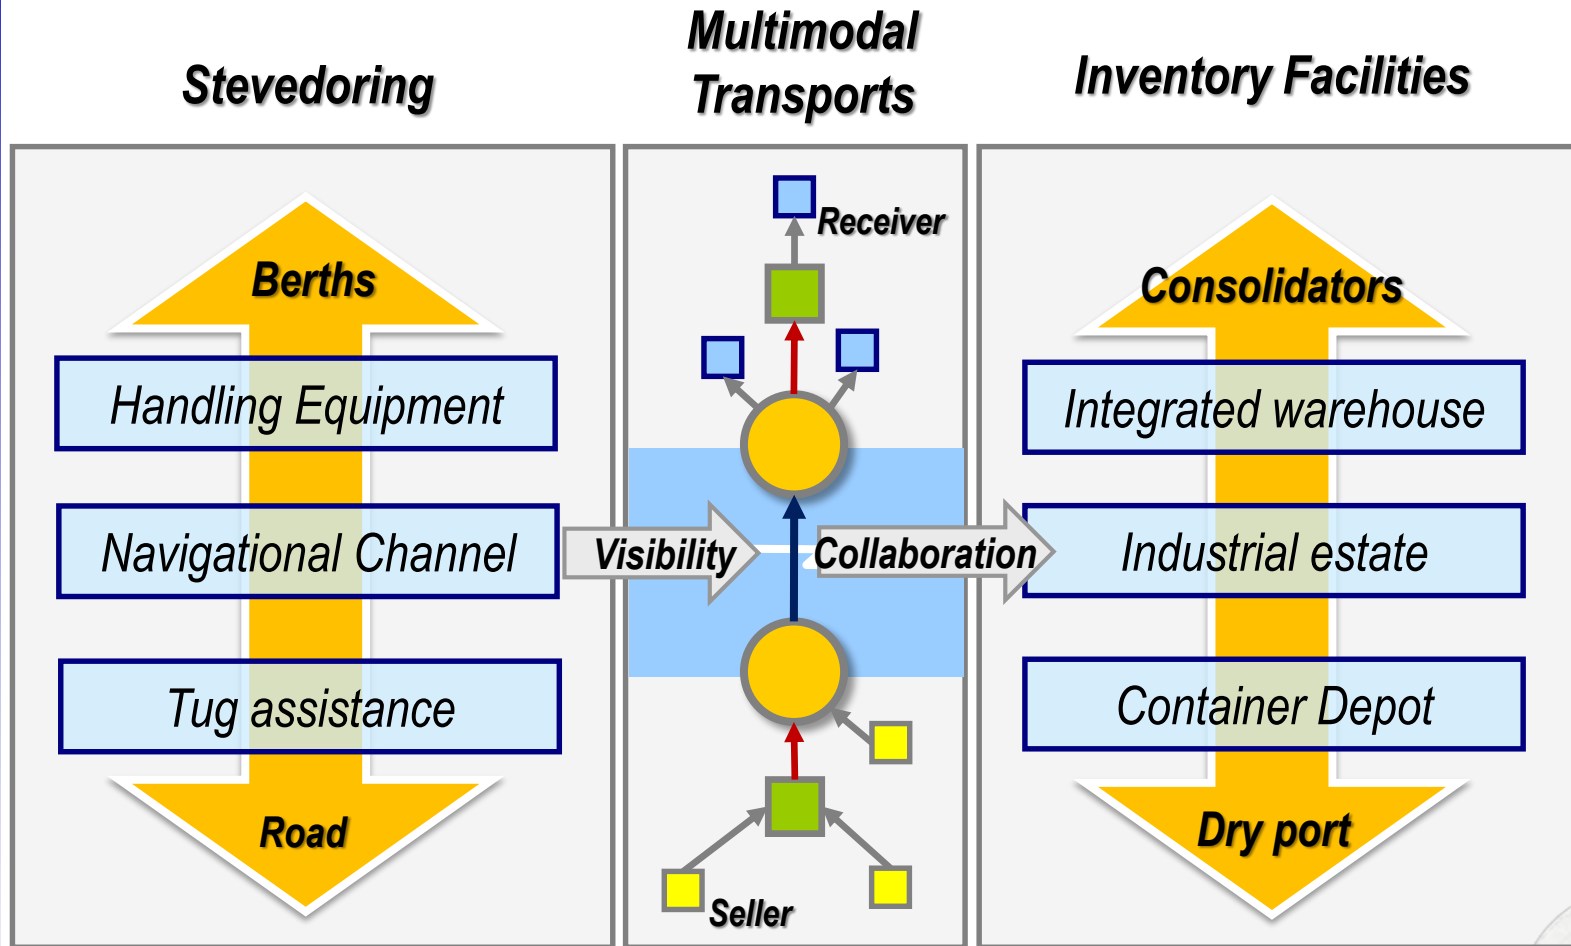 Stevedoring
Multimodal
Transports
Inventory Facilities
Berths
Handling Equipment
Navigational Channel
Tug assistance
Road
Receiver
Visibility
Collaboration
Seller
Consolidators
Integrated warehouse
Industrial estate
Container Depot
Dry port